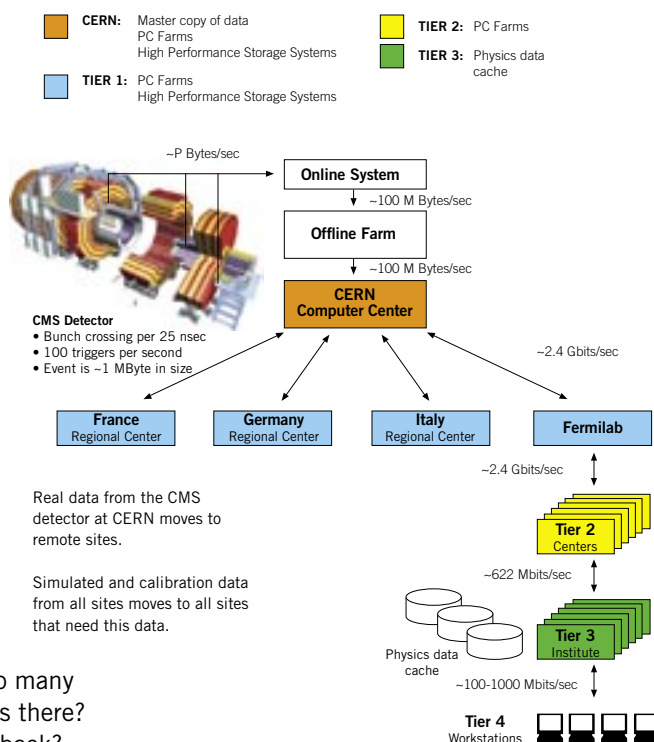 CERN: Master copy of data
PC Farms
High Performance Storage Systems
TIER 1: PC Farms
High Performance Storage Systems
TIER 2: PC Farms
TIER 3: Physics data
cache
~P Bytes/sec
Online System
~100 M Bytes/sec
Offline Farm
~100 M Bytes/sec
CERN
Computer Center
CMS Detector
• Bunch crossing per 25 nsec
• 100 triggers per second
• Event is ~1 MByte in size
~2.4 Gbits/sec
France
Regional Center
Germany
Regional Center
Italy
Regional Center
Fermilab
~2.4 Gbits/sec
Real data from the CMS
detector at CERN moves to
remote sites.
Simulated and calibration data
from all sites moves to all sites
that need this data.
Tier 2
Centers
~622 Mbits/sec
Tier 3
Institute
Physics data
cache
~100-1000 Mbits/sec
Tier 4
Workstations
many
there?